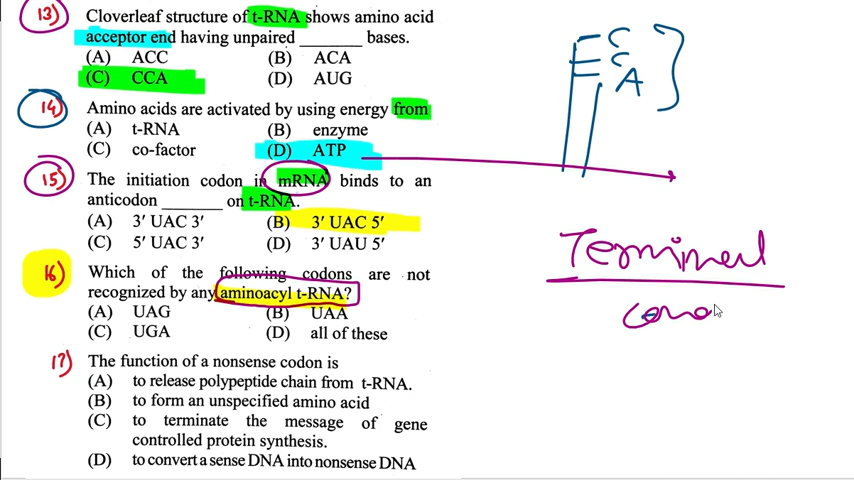 13) Cloverleaf structure of t-RNA shows amino acid
acceptor end having unpaired _______ bases.
(A) ACC (B) ACA
(C) CCA (D) AUG
14) Amino acids are activated by using energy from
(A) t-RNA (B) enzyme
(C) co-factor (D) ATP
15) The initiation codon in mRNA binds to an
anticodon _______ on t-RNA.
(A) 3′ UAC 3′ (B) 3′ UAC 5′
(C) 5′ UAC 3′ (D) 3′ UAU 5′
16) Which of the following codons are not
recognized by any aminoacyl t-RNA?
(A) UAG (B) UAA
(C) UGA (D) all of these
17) The function of a nonsense codon is
(A) to release polypeptide chain from t-RNA.
(B) to form an unspecified amino acid
(C) to terminate the message of gene
controlled protein synthesis.
(D) to convert a sense DNA into nonsense DNA
C
C
A